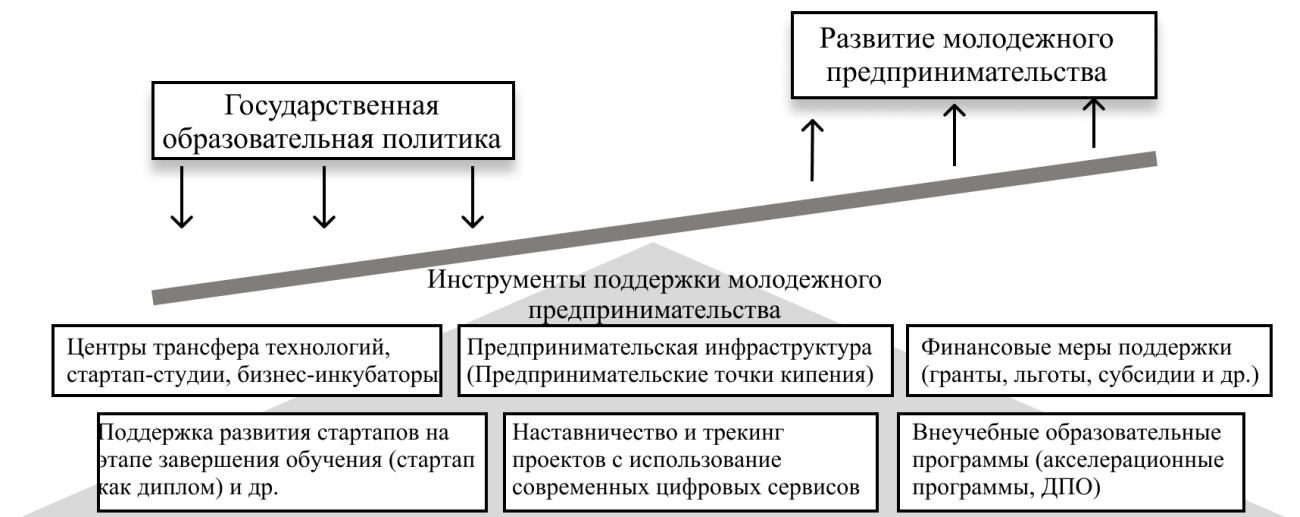 Развитие молодежного
предпринимательства
Государственная
образовательная политика
Инструменты поддержки молодежного
предпринимательства
Центры трансфера технологий,
стартап-студии, бизнес-инкубаторы
Предпринимательская инфраструктура
(Предпринимательские точки кипения)
Финансовые меры поддержки
(гранты, льготы, субсидии и др.)
Поддержка развития стартапов на
этапе завершения обучения (стартап
как диплом) и др.
Наставничество и трекинг
проектов с использование
современных цифровых сервисов
Внеучебные образовательные
программы (акселерационные
программы, ДПО)